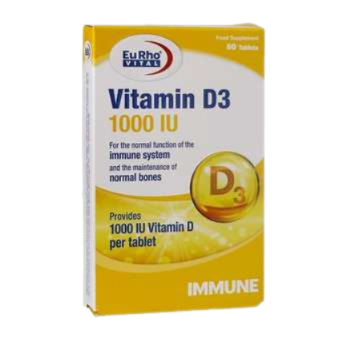 Food Supplement
60 Tablets
EuRho®
VITAL
Vitamin D3
1000 IU
For the normal function of the
immune system
and the maintenance of
normal bones
D3
Provides
1000 IU Vitamin D
per tablet
IMMUNE